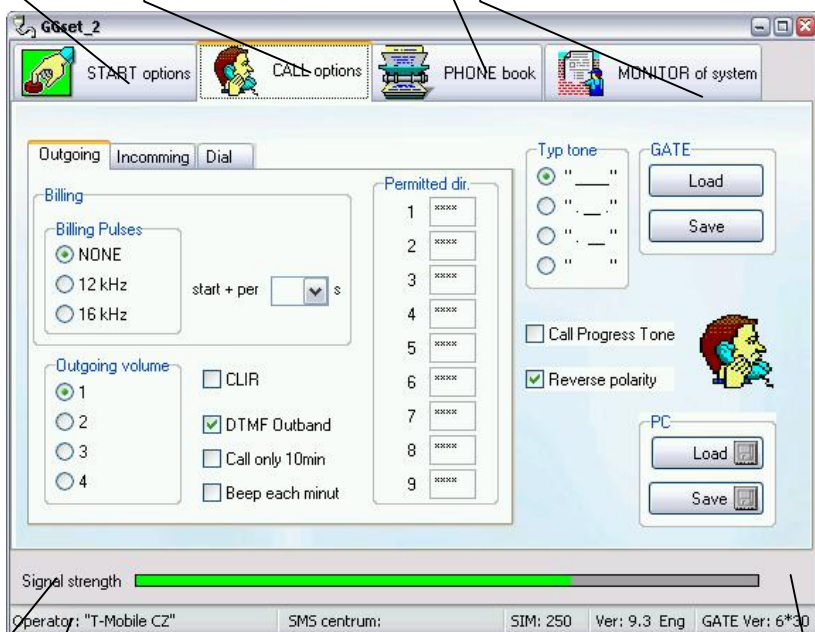 GGset_2
START options
CALL options
PHONE book
MONITOR of system
Outgoing
Incomming
Dial
Billing
Billing Pulses
NONE
12 kHz
16 kHz
start + per
s
Outgoing volume
1
2
3
4
CLIR
DTMF Outband
Call only 10min
Beep each minut
Permitted dir.
1 ****
2 ****
3 ****
4 ****
5 ****
6 ****
7 ****
8 ****
9 ****
Typ tone
"___"
". __"
". __"
" "
GATE
Load
Save
Call Progress Tone
Reverse polarity
PC
Load
Save
Signal strength
Operator: "T-Mobile CZ" SMS centrum: SIM: 250 Ver: 9.3 Eng GATE Ver: 6*30